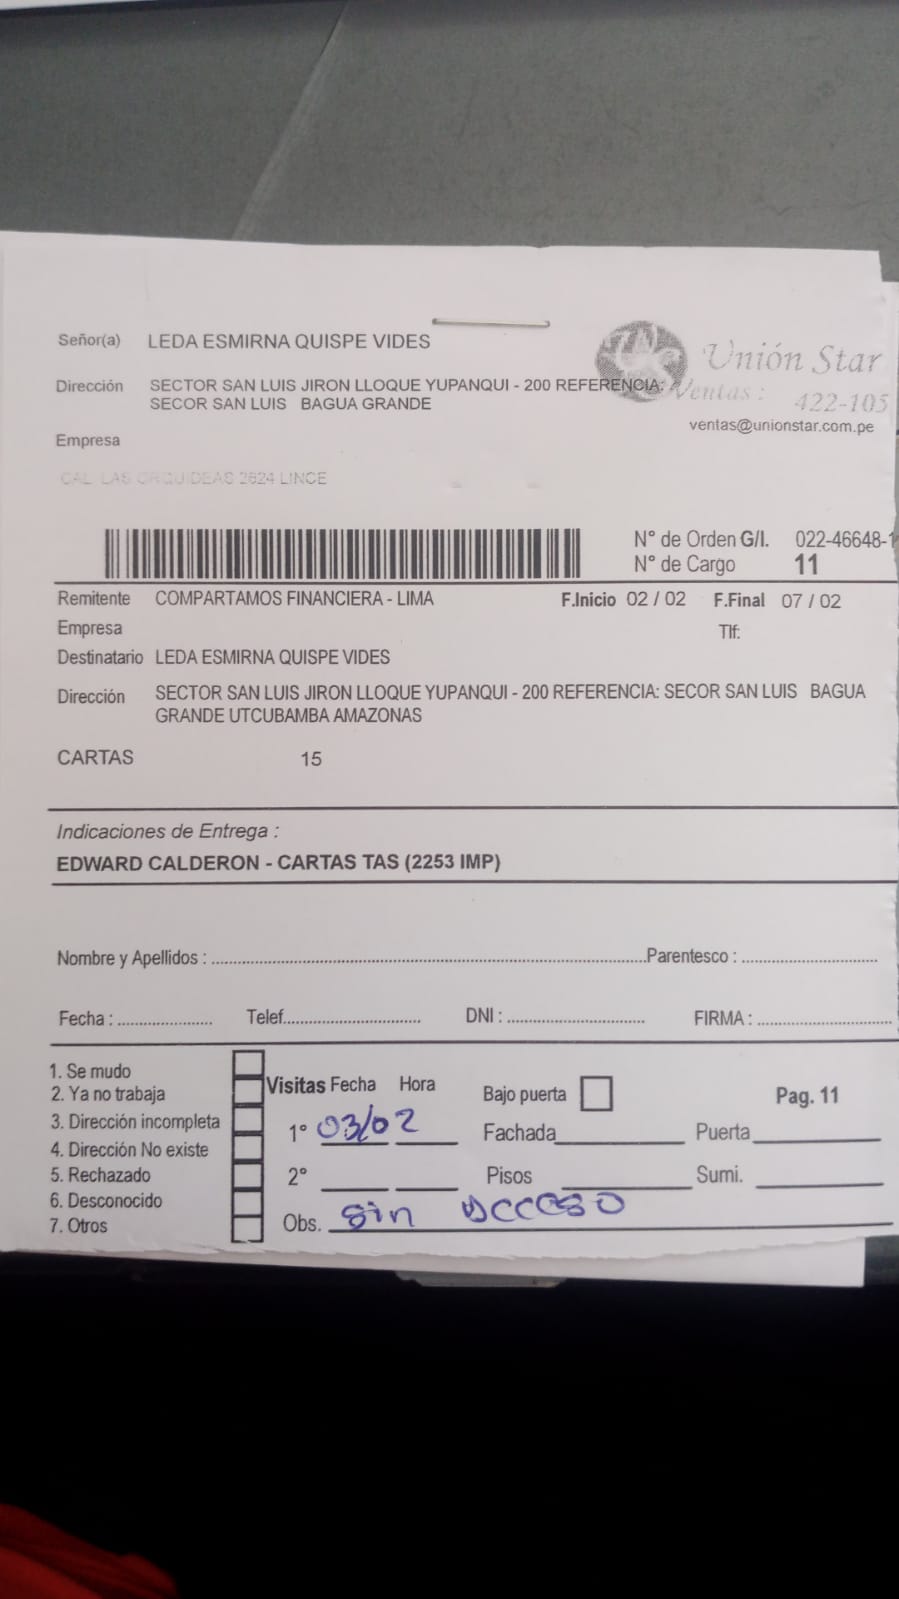 Señor(a) LEDA ESMIRNA QUISPE VIDES
Unión Star
Dirección SECTOR SAN LUIS JIRON LLOQUE YUPANQUI - 200 REFERENCIA:
SECOR SAN LUIS BAGUA GRANDE
Ventas : 422-105
ventas@unionstar.com.pe
Empresa
CAL. LAS ORQUIDEAS 2624 LINCE
N° de Orden G/I. 022-46648-1
N° de Cargo 11
Remitente COMPARTAMOS FINANCIERA - LIMA F.Inicio 02 / 02 F.Final 07 / 02
Empresa Tlf:
Destinatario LEDA ESMIRNA QUISPE VIDES
Dirección SECTOR SAN LUIS JIRON LLOQUE YUPANQUI - 200 REFERENCIA: SECOR SAN LUIS BAGUA
GRANDE UTCUBAMBA AMAZONAS
CARTAS 15
Indicaciones de Entrega :
EDWARD CALDERON - CARTAS TAS (2253 IMP)
Nombre y Apellidos : Parentesco :
Fecha : Telef. DNI : FIRMA :
1. Se mudo
2. Ya no trabaja
3. Dirección incompleta
4. Dirección No existe
5. Rechazado
6. Desconocido
7. Otros
Visitas Fecha Hora
1° 03/02
2°
Obs. Sin Acceso
Bajo puerta
Fachada
Pisos
Pag. 11
Puerta
Sumi.